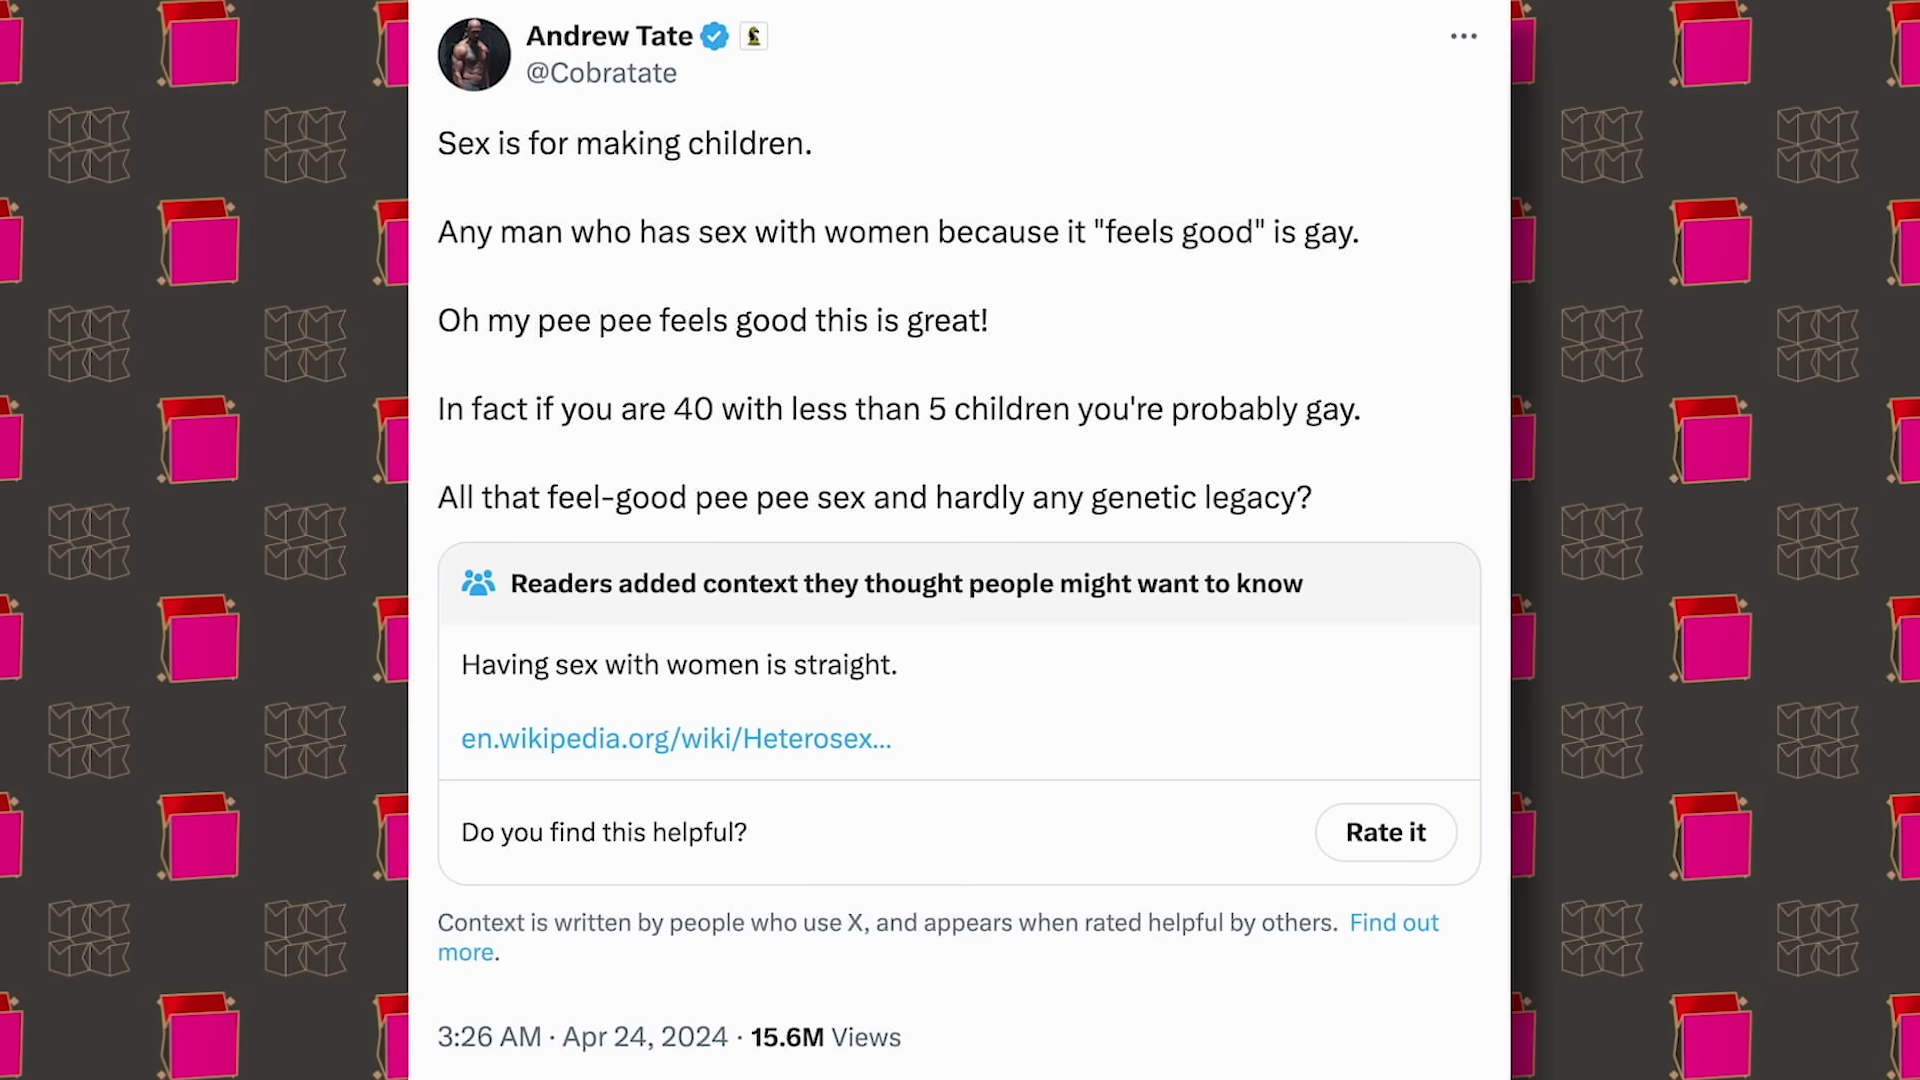 Andrew Tate
@Cobratate
Sex is for making children.
Any man who has sex with women because it "feels good" is gay.
Oh my pee pee feels good this is great!
In fact if you are 40 with less than 5 children you're probably gay.
All that feel-good pee pee sex and hardly any genetic legacy?
Readers added context they thought people might want to know
Having sex with women is straight.
en.wikipedia.org/wiki/Heterosex...
Do you find this helpful?
Rate it
Context is written by people who use X, and appears when rated helpful by others. Find out
more.
3:26 AM · Apr 24, 2024 · 15.6M Views